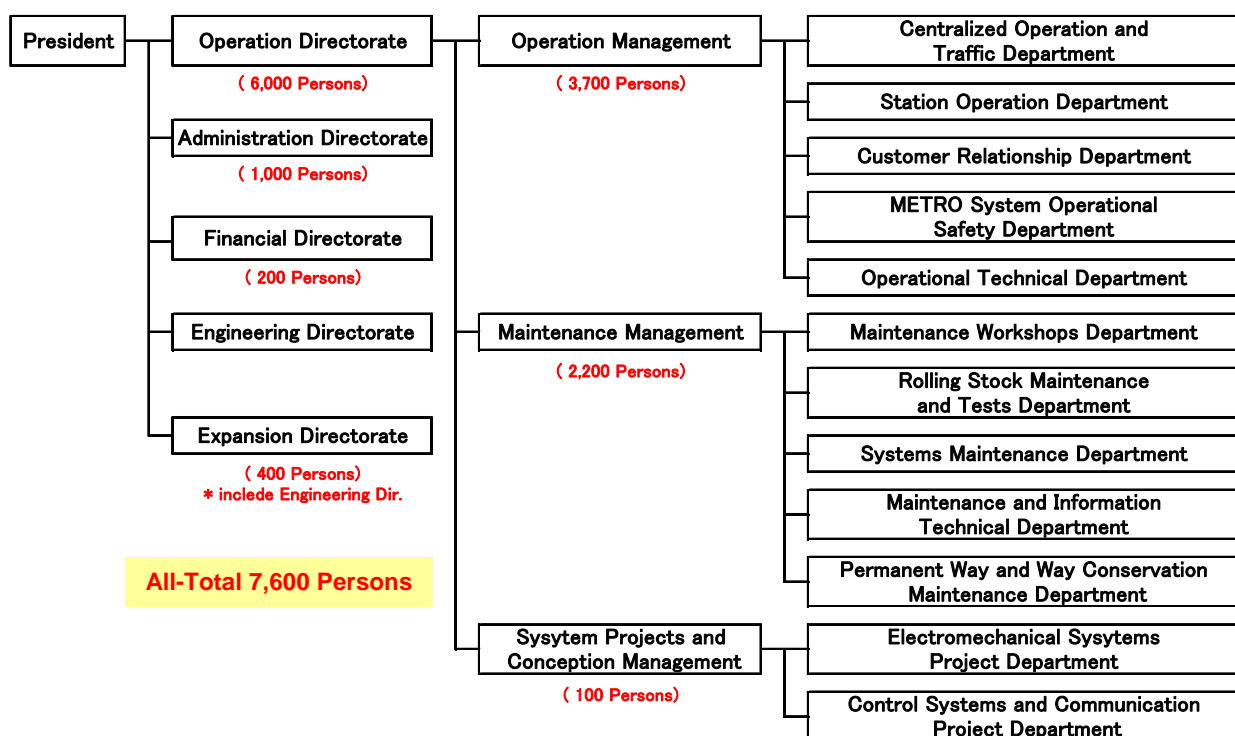 President
Operation Directorate
( 6,000 Persons)
Administration Directorate
( 1,000 Persons)
Financial Directorate
( 200 Persons)
Engineering Directorate
Expansion Directorate
( 400 Persons)
* inclede Engineering Dir.
All-Total 7,600 Persons
Operation Management
( 3,700 Persons)
Maintenance Management
( 2,200 Persons)
Sysytem Projects and
Conception Management
( 100 Persons)
Centralized Operation and
Traffic Department
Station Operation Department
Customer Relationship Department
METRO System Operational
Safety Department
Operational Technical Department
Maintenance Workshops Department
Rolling Stock Maintenance
and Tests Department
Systems Maintenance Department
Maintenance and Information
Technical Department
Permanent Way and Way Conservation
Maintenance Department
Electromechanical Sysytems
Project Department
Control Systems and Communication
Project Department